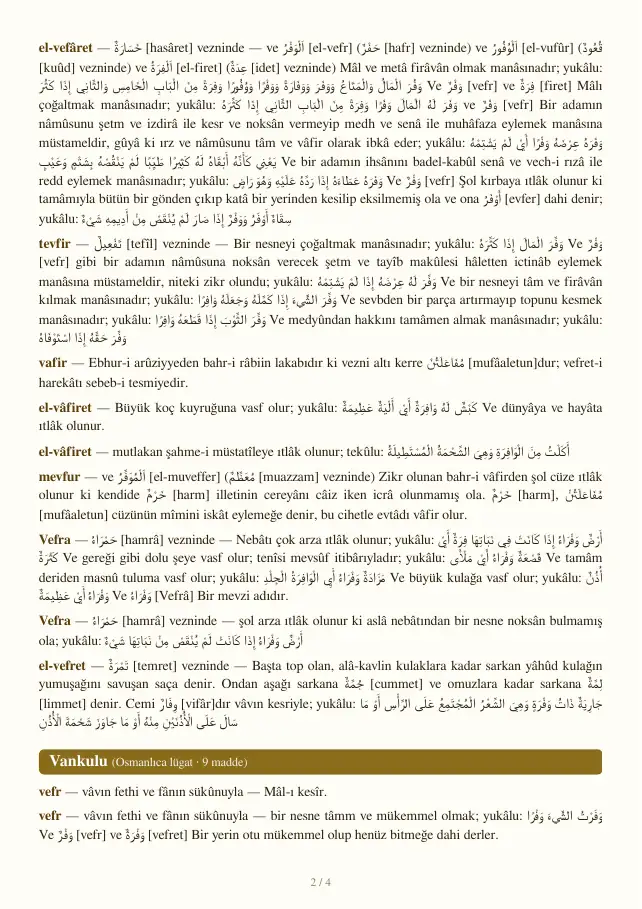 el-vefâret — خَسَارَةٌ [hasâret] vezninde — ve اَلْوَفْرُ [el-vefr] (حَفَرٌ [hafr] vezninde) ve اَلْوُفُورُ [el-vufûr] (قُعُودٌ
[kuûd] vezninde) ve اَلْفِرَةُ [el-firet] (عِدَةٌ [idet] vezninde) Mâl ve metâ firâvân olmak manâsınadır; yukâlu:
وَفَرَ الْمَالُ وَالْمَتَاعُ وَوَفَرَ وَوَفَارَةً وَوَفْرًا وَوُفُورًا وَفِرَةً مِنَ الْبَابِ الْخَامِسِ وَالثَّانِي إِذَا كَثُرَ Ve وَفْرٌ [vefr] ve فِرَةٌ [firet] Mâlı
çoğaltmak manâsınadır; yukâlu: وَفَرَ لَهُ الْمَالَ وَفْرًا وَفِرَةً مِنَ الْبَابِ الثَّانِي إِذَا كَثَّرَهُ ve وَفْرٌ [vefr] Bir adamın
nâmûsunu şetm ve izdirâ ile kesr ve noksân vermeyip medh ve senâ ile muhâfaza eylemek manâsına
müstameldir, gûyâ ki ırz ve nâmûsunu tâm ve vâfir olarak ibkâ eder; yukâlu: وَفَرَهُ عِرْضَهُ وَفْرًا أَيْ لَمْ يَشْتِمْهُ
يَعْنِي كَأَنَّهُ أَبْقَاهُ لَهُ كَثِيرًا طَيِّبًا لَمْ يَنْقُصْهُ بِشَتْمٍ وَعَيْبٍ Ve bir adamın ihsânını badel-kabûl senâ ve vech-i rızâ ile
redd eylemek manâsınadır; yukâlu: وَفَرَهُ عَطَاءَهُ إِذَا رَدَّهُ عَلَيْهِ وَهُوَ رَاضٍ Ve وَفْرٌ [vefr] Şol kırbaya ıtlâk olunur ki
tamâmıyla bütün bir gönden çıkıp katâ bir yerinden kesilip eksilmemiş ola ve ona أَوْفَرُ [evfer] dahi denir;
yukâlu: سِقَاءٌ أَوْفَرُ وَوَفْرٌ إِذَا صَارَ لَمْ يُنْقَصْ مِنْ أَدِيمِهِ شَيْءٌ
tevfir — تَفْعِيلٌ [tefîl] vezninde — Bir nesneyi çoğaltmak manâsınadır; yukâlu: وَفَّرَ الْمَالَ إِذَا كَثَّرَهُ Ve وَفْرٌ
[vefr] gibi bir adamın nâmûsuna noksân verecek şetm ve tayîb makûlesi hâletten ictinâb eylemek
manâsına müstameldir, niteki zikr olundu; yukâlu: وَفَّرَ لَهُ عِرْضَهُ إِذَا لَمْ يَشْتِمْهُ Ve bir nesneyi tâm ve firâvân
kılmak manâsınadır; yukâlu: وَفَّرَ الشَّيْءَ إِذَا كَمَّلَهُ وَجَعَلَهُ وَافِرًا Ve sevbden bir parça artırmayıp topunu kesmek
manâsınadır; yukâlu: وَفَّرَ الثَّوْبَ إِذَا قَطَعَهُ وَافِرًا Ve medyûndan hakkını tamâmen almak manâsınadır; yukâlu:
وَفَّرَ حَقَّهُ إِذَا اسْتَوْفَاهُ
vafir — Ebhur-i arûziyyeden bahr-i râbiin lakabıdır ki vezni altı kerre مُفَاعَلَتُنْ [mufâaletun]dur; vefret-i
harekâtı sebeb-i tesmiyedir.
el-vâfiret — Büyük koç kuyruğuna vasf olur; yukâlu: كَبْشٌ لَهُ وَافِرَةٌ أَيْ أَلْيَةٌ عَظِيمَةٌ Ve dünyâya ve hayâta
ıtlâk olunur.
el-vâfiret — mutlakan şahme-i müstatîleye ıtlâk olunur; tekûlu: أَكَلْتُ مِنَ الْوَافِرَةِ وَهِيَ الشَّحْمَةُ الْمُسْتَطِيلَةُ
mevfur — ve اَلْمُوَفَّرُ [el-muveffer] (مُعَظَّمٌ [muazzam] vezninde) Zikr olunan bahr-i vâfirden şol cüze ıtlâk
olunur ki kendide خَرْمٌ [harm] illetinin cereyânı câiz iken icrâ olunmamış ola. خَرْمٌ [harm], مُفَاعَلَتُنْ
[mufâaletun] cüzünün mîmini iskât eylemeğe denir, bu cihetle evtâdı vâfir olur.
Vefra — حَمْرَاءُ [hamrâ] vezninde — Nebâtı çok arza ıtlak olunur; yukâlu: أَرْضٌ وَفْرَاءُ إِذَا كَانَتْ فِي نَبَاتِهَا فِرَةٌ أَيْ
كَثْرَةٌ Ve gereği gibi dolu şeye vasf olur; tenîsi mevsûf itibârıyladır; yukâlu: قَصْعَةٌ وَفْرَاءُ أَيْ مَلْأَى Ve tamâm
deriden masnû tuluma vasf olur; yukâlu: مَزَادَةٌ وَفْرَاءُ أَيِ الْوَافِرَةُ الْجِلْدِ Ve büyük kulağa vasf olur; yukâlu: أُذُنٌ
وَفْرَاءُ أَيْ عَظِيمَةٌ Ve وَفْرَاءُ [Vefrâ] Bir mevzi adıdır.
Vefra — حَمْرَاءُ [hamrâ] vezninde — şol arza ıtlâk olunur ki aslâ nebâtından bir nesne noksân bulmamış
ola; yukâlu: أَرْضٌ وَفْرَاءُ إِذَا كَانَتْ لَمْ يُنْقَصْ مِنْ نَبَاتِهَا شَيْءٌ
el-vefret — تَمْرَةٌ [temret] vezninde — Başta top olan, alâ-kavlin kulaklara kadar sarkan yâhûd kulağın
yumuşağını savuşan saça denir. Ondan aşağı sarkana جُمَّةٌ [cummet] ve omuzlara kadar sarkana لِمَّةٌ
[limmet] denir. Cemi وِفَارٌ [vifâr]dır vâvın kesriyle; yukâlu: جَارِيَةٌ ذَاتُ وَفْرَةٍ وَهِيَ الشَّعْرُ الْمُجْتَمِعُ عَلَى الرَّأْسِ أَوْ مَا
سَالَ عَلَى الْأُذُنَيْنِ مِنْهُ أَوْ مَا جَاوَزَ شَحْمَةَ الْأُذُنِ
Vankulu (Osmanlıca lügat · 9 madde)
vefr — vâvın fethi ve fânın sükûnuyla — Mâl-ı kesîr.
vefr — vâvın fethi ve fânın sükûnuyla — bir nesne tâmm ve mükemmel olmak; yukâlu: وَفَرْتُ الشَّيْءَ وَفْرًا
Ve وَفْرٌ [vefr] ve وَفْرَةٌ [vefret] Bir yerin otu mükemmel olup henüz bitmeğe dahi derler.
2 / 4